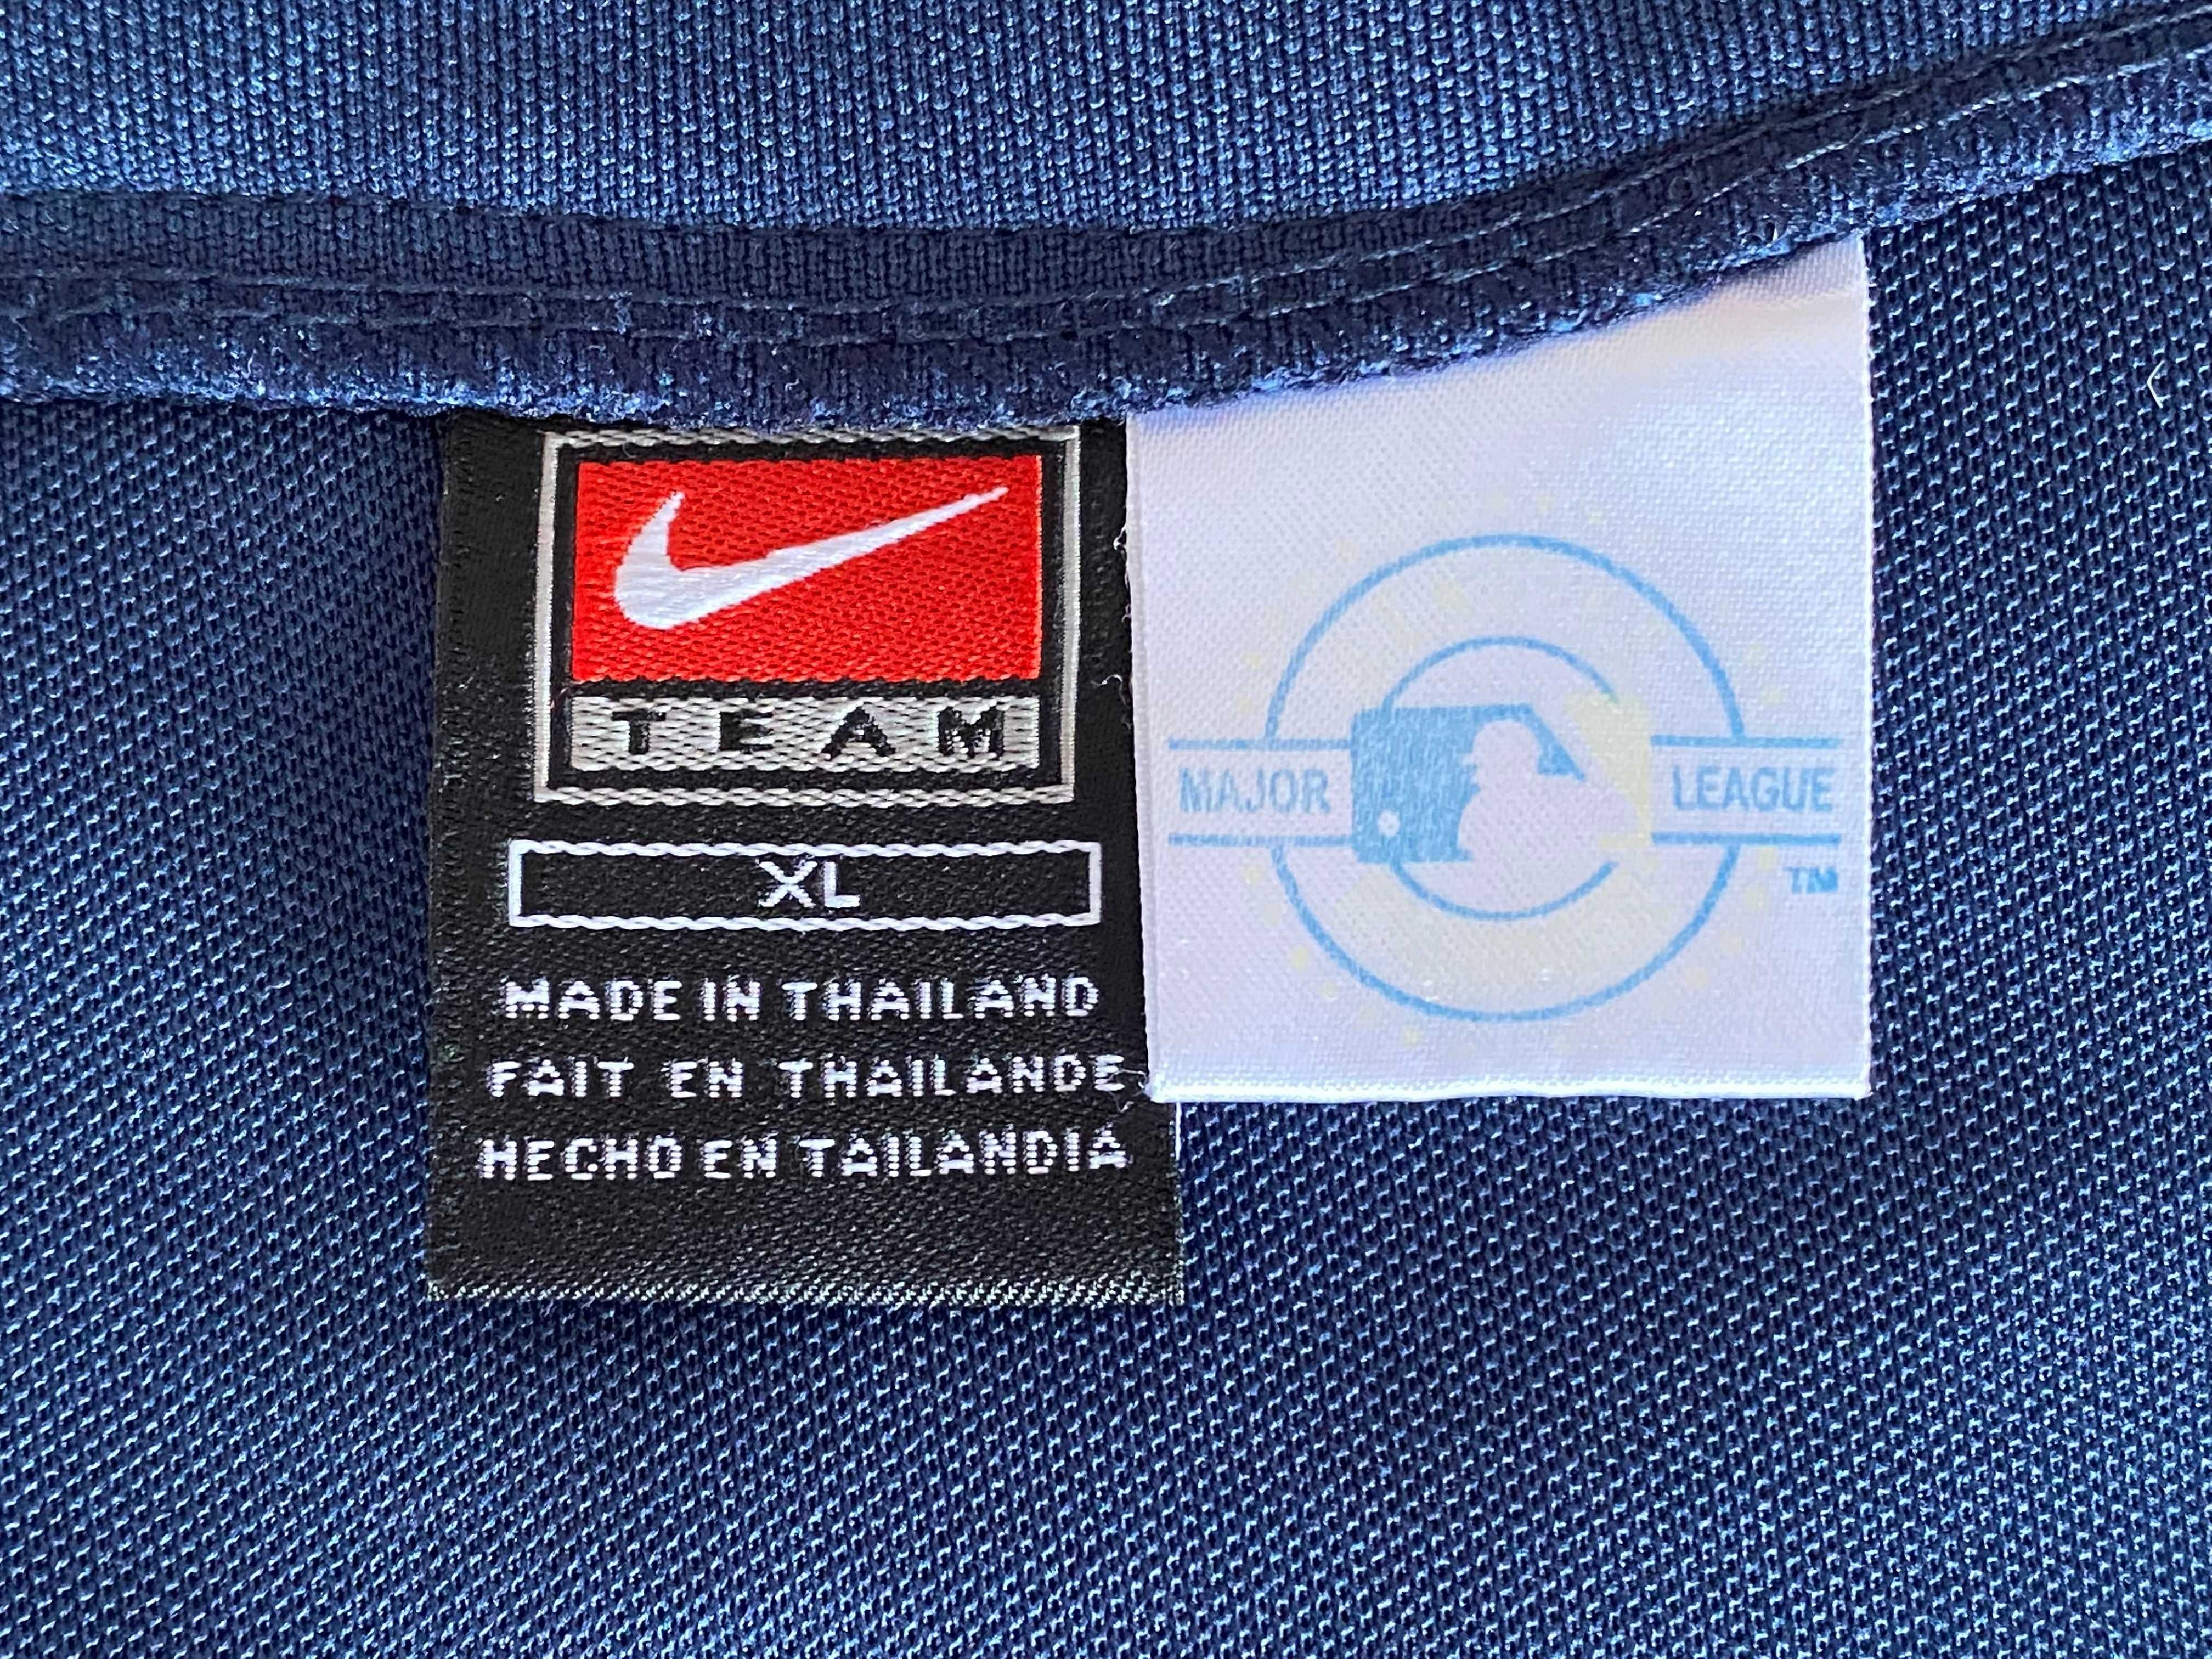 TEAM
XL
MADE IN THAILAND
FAIT EN THAILANDE
HECHO EN TAILANDIA
MAJOR LEAGUE
TM